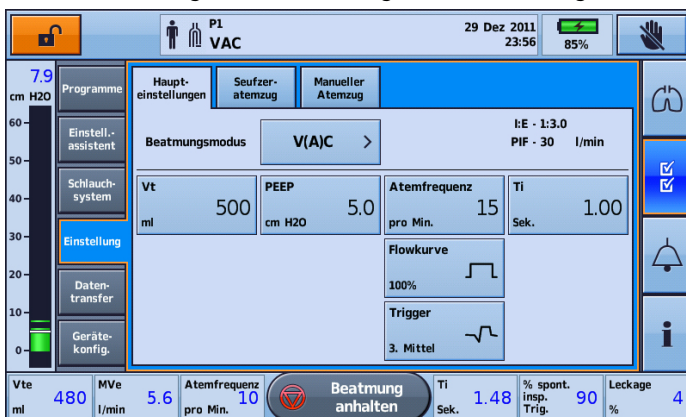 P1
VAC
29 Dez 2011
23:56
85%
7.9
cm H2O
60
50
40
30
20
10
0
Programme
Einstell.-
assistent
Schlauch-
system
Einstellung
Daten-
transfer
Geräte-
konfig.
Haupt-
einstellungen
Seufzer-
atemzug
Manueller
Atemzug
Beatmungsmodus
V(A)C >
I:E - 1:3.0
PIF - 30 l/min
Vt
500
ml
PEEP
5.0
cm H2O
Atemfrequenz
15
pro Min.
Ti
1.00
Sek.
Flowkurve
100%
Trigger
3. Mittel
Vte
480
ml
MVe
5.6
l/min
Atemfrequenz
10
pro Min.
Beatmung
anhalten
Ti
1.48
Sek.
% spont.
insp.
Trig.
90
Leckage
4
%